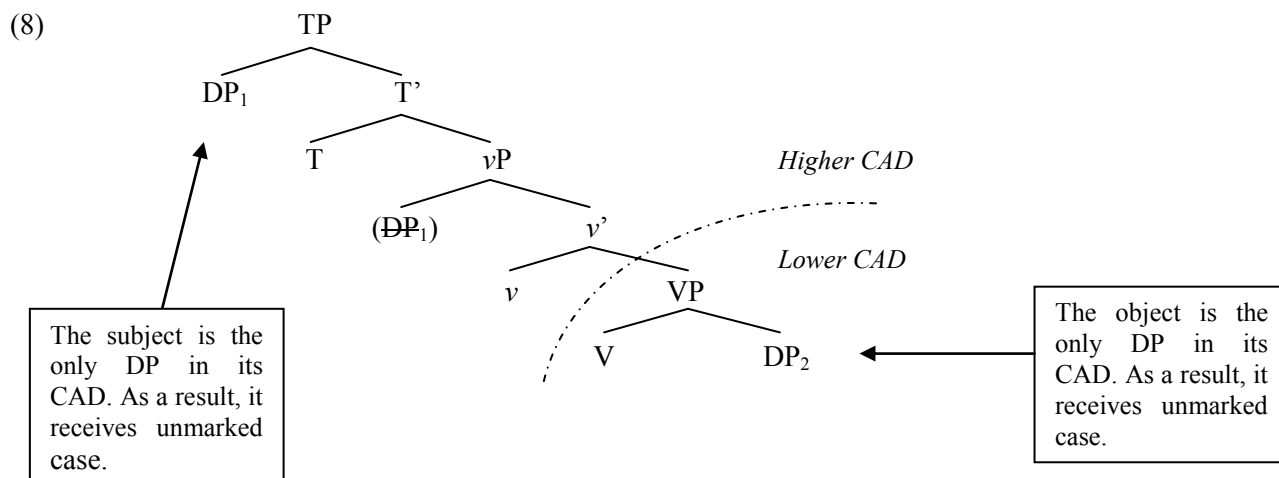 (8)
TP
DP₁ T’
T vP
Higher CAD
(DP₁) v’
Lower CAD
v VP
V DP₂
The subject is the
only DP in its
CAD. As a result, it
receives unmarked
case.
The object is the
only DP in its
CAD. As a result, it
receives unmarked
case.